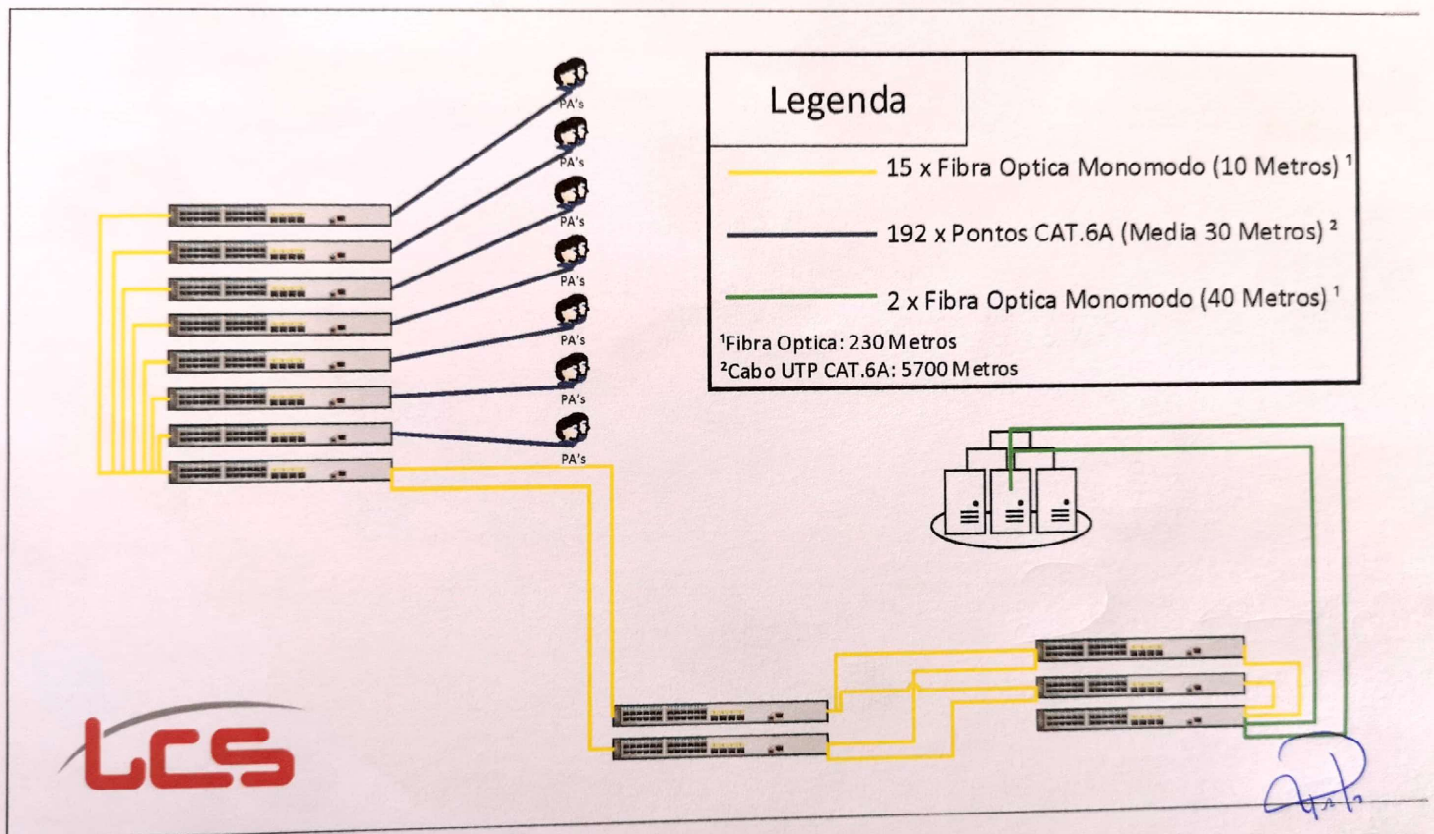 Legenda
15 x Fibra Optica Monomodo (10 Metros) ¹
192 x Pontos CAT.6A (Media 30 Metros) ²
2 x Fibra Optica Monomodo (40 Metros) ¹
¹Fibra Optica: 230 Metros
²Cabo UTP CAT.6A: 5700 Metros
PA's
PA's
PA's
PA's
PA's
PA's
PA's
LCS